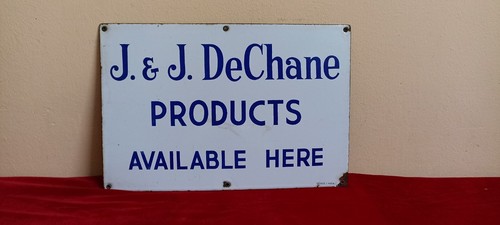 J. & J. DeChane
PRODUCTS
AVAILABLE HERE